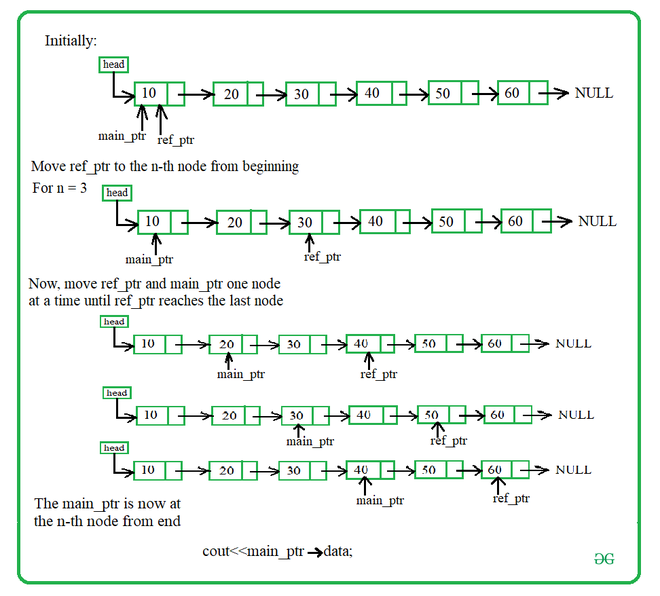 Initially:
head
10 20 30 40 50 60 NULL
main_ptr ref_ptr
Move ref_ptr to the n-th node from beginning
For n = 3
head
10 20 30 40 50 60 NULL
main_ptr ref_ptr
Now, move ref_ptr and main_ptr one node
at a time until ref_ptr reaches the last node
head
10 20 30 40 50 60 NULL
main_ptr ref_ptr
head
10 20 30 40 50 60 NULL
main_ptr ref_ptr
head
10 20 30 40 50 60 NULL
main_ptr ref_ptr
The main_ptr is now at
the n-th node from end
cout<<main_ptr→data;